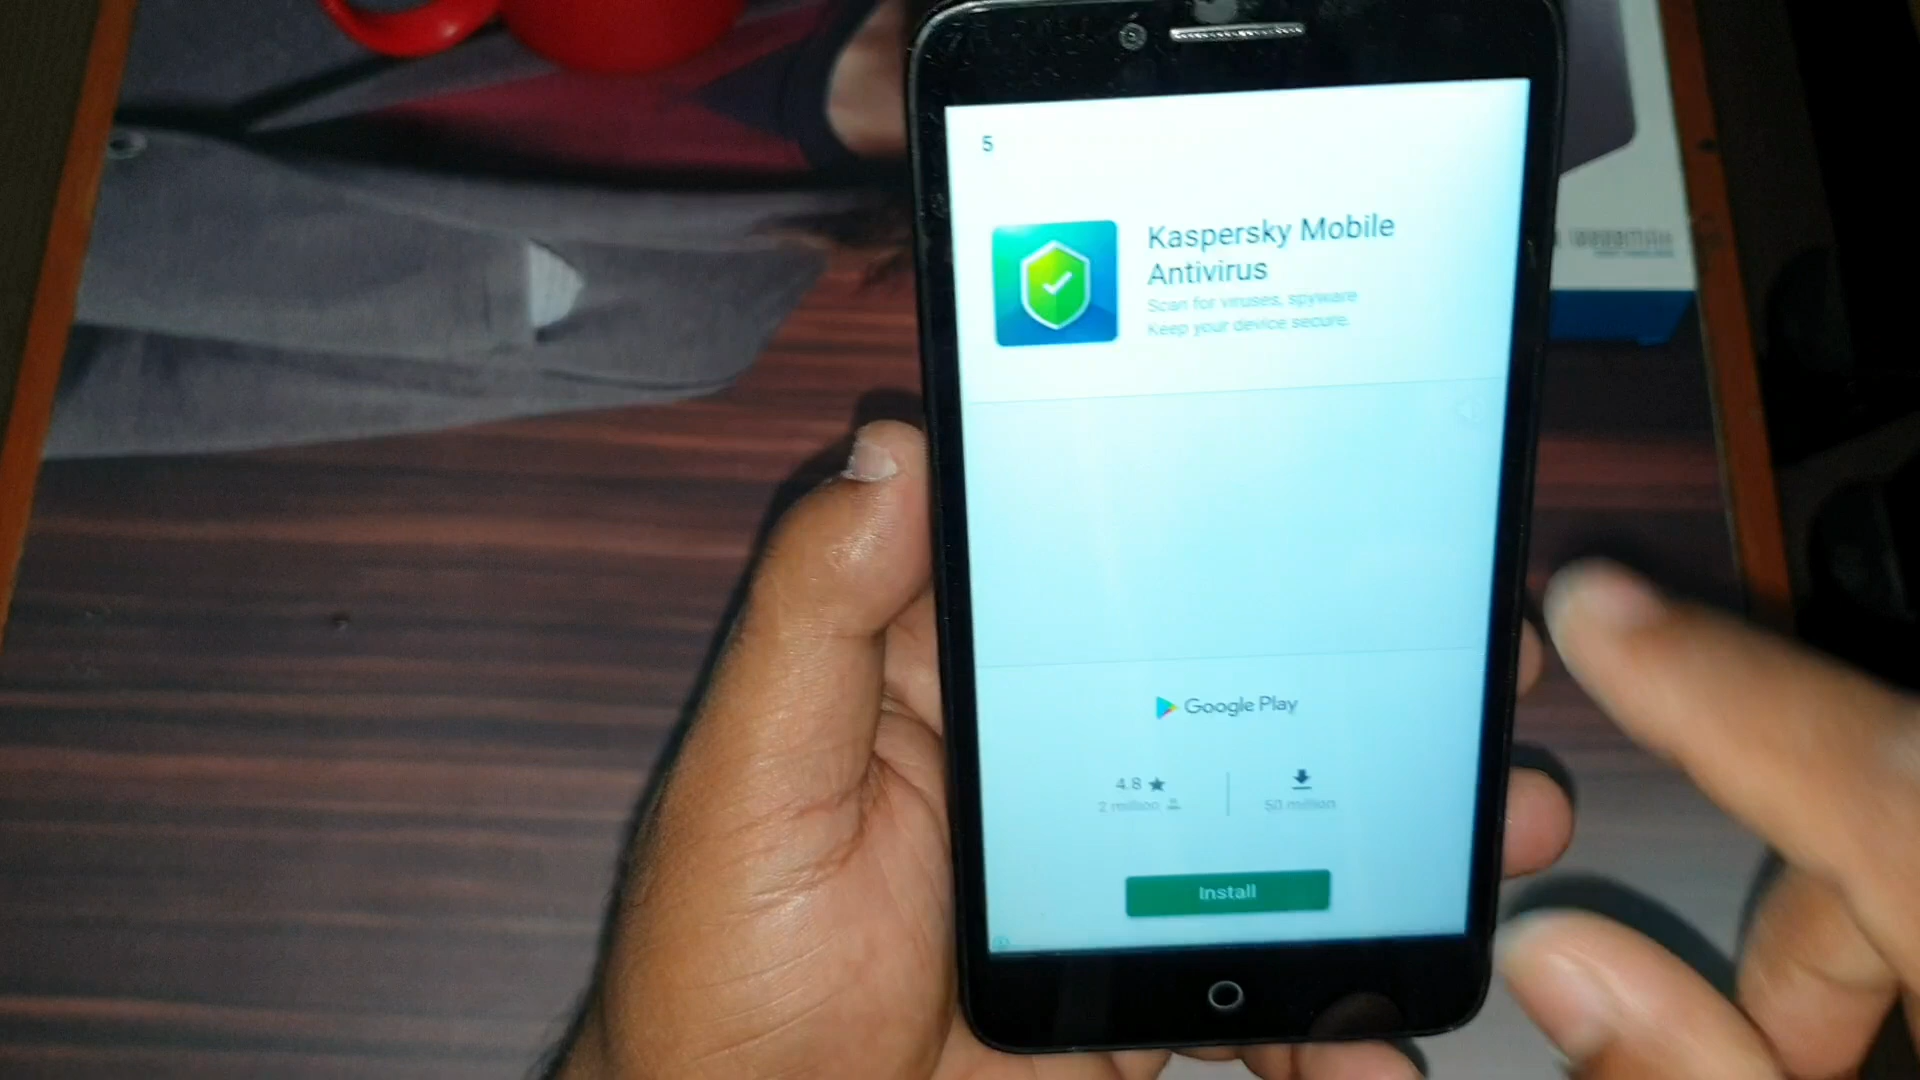 5
Kaspersky Mobile
Antivirus
Scan for viruses, spyware
Keep your device secure.
Google Play
4.8
2 million
50 million
Install